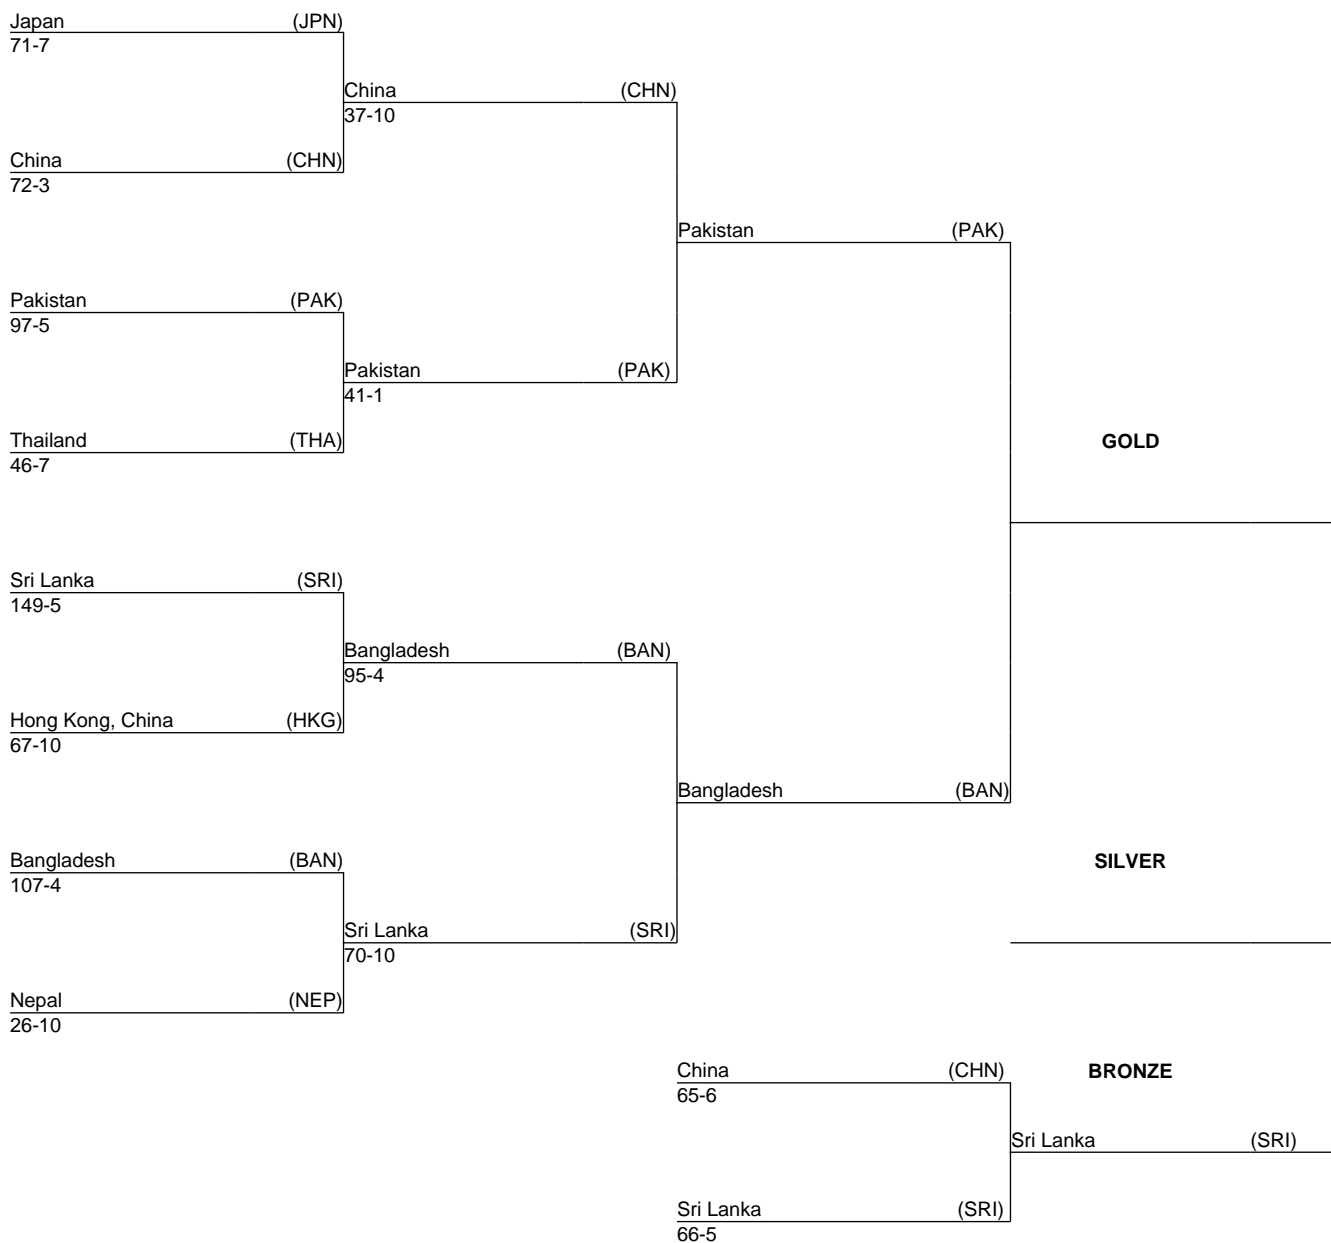 Japan (JPN)
71-7
China (CHN)
37-10
China (CHN)
72-3
Pakistan (PAK)
Pakistan (PAK)
97-5
Pakistan (PAK)
41-1
Thailand (THA)
46-7
GOLD
Sri Lanka (SRI)
149-5
Bangladesh (BAN)
95-4
Hong Kong, China (HKG)
67-10
Bangladesh (BAN)
Bangladesh (BAN)
107-4
SILVER
Sri Lanka (SRI)
70-10
Nepal (NEP)
26-10
China (CHN)
65-6
BRONZE
Sri Lanka (SRI)
Sri Lanka (SRI)
66-5